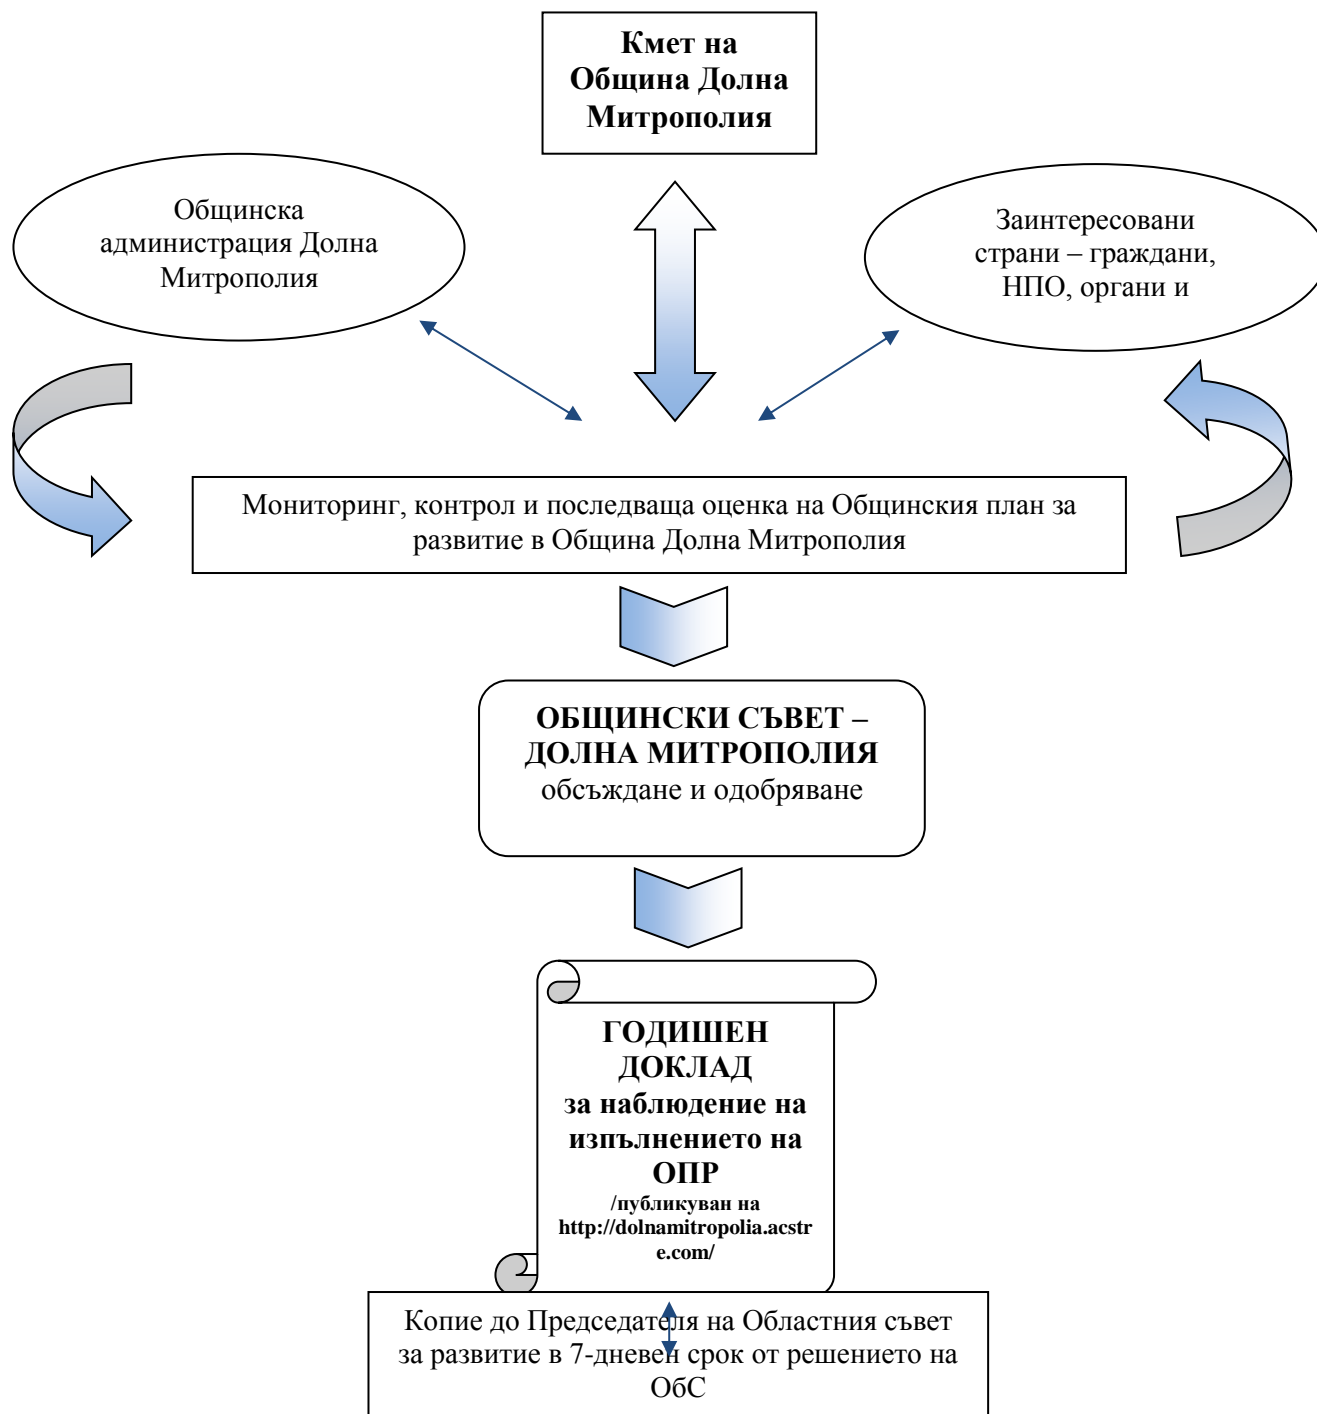 Кмет на
Община Долна
Митрополия
Общинска
администрация Долна
Митрополия
Заинтересовани
страни – граждани,
НПО, органи и
Мониторинг, контрол и последваща оценка на Общинския план за
развитие в Община Долна Митрополия
ОБЩИНСКИ СЪВЕТ –
ДОЛНА МИТРОПОЛИЯ
обсъждане и одобряване
ГОДИШЕН
ДОКЛАД
за наблюдение на
изпълнението на
ОПР
/публикуван на
http://dolnamitropolia.acstr
e.com/
Копие до Председателя на Областния съвет
за развитие в 7-дневен срок от решението на
ОбС